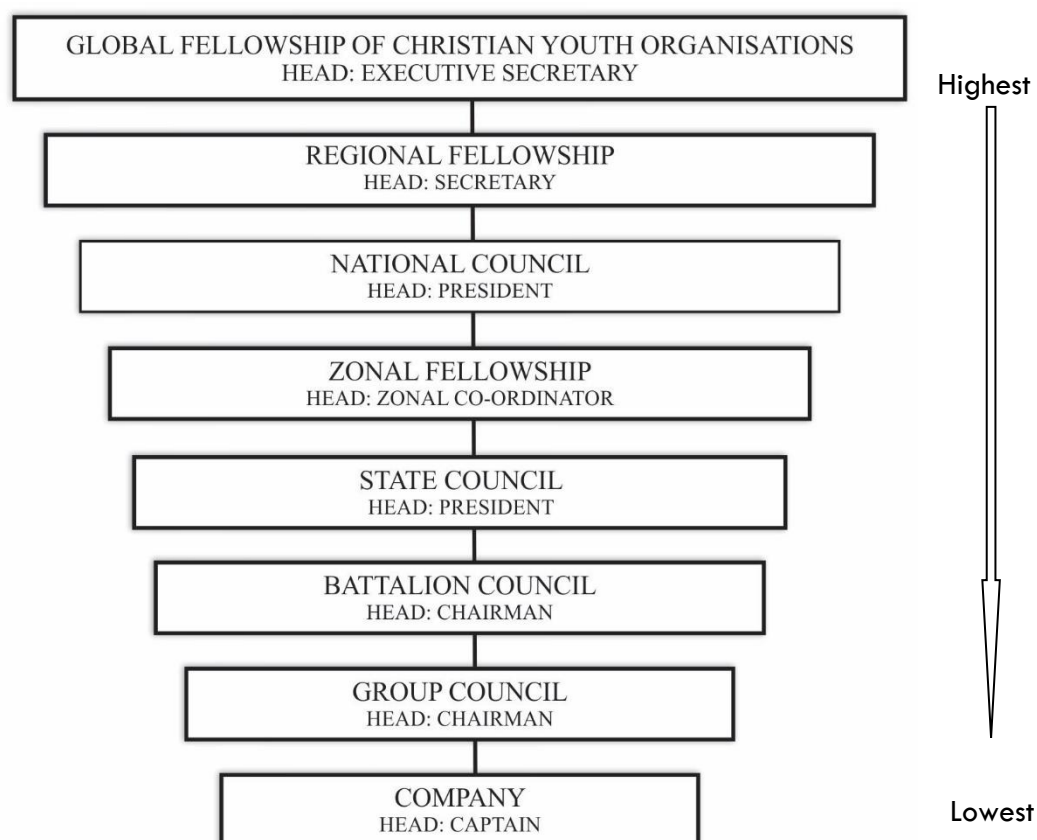 GLOBAL FELLOWSHIP OF CHRISTIAN YOUTH ORGANISATIONS
HEAD: EXECUTIVE SECRETARY
Highest
REGIONAL FELLOWSHIP
HEAD: SECRETARY
NATIONAL COUNCIL
HEAD: PRESIDENT
ZONAL FELLOWSHIP
HEAD: ZONAL CO-ORDINATOR
STATE COUNCIL
HEAD: PRESIDENT
BATTALION COUNCIL
HEAD: CHAIRMAN
GROUP COUNCIL
HEAD: CHAIRMAN
COMPANY
HEAD: CAPTAIN
Lowest